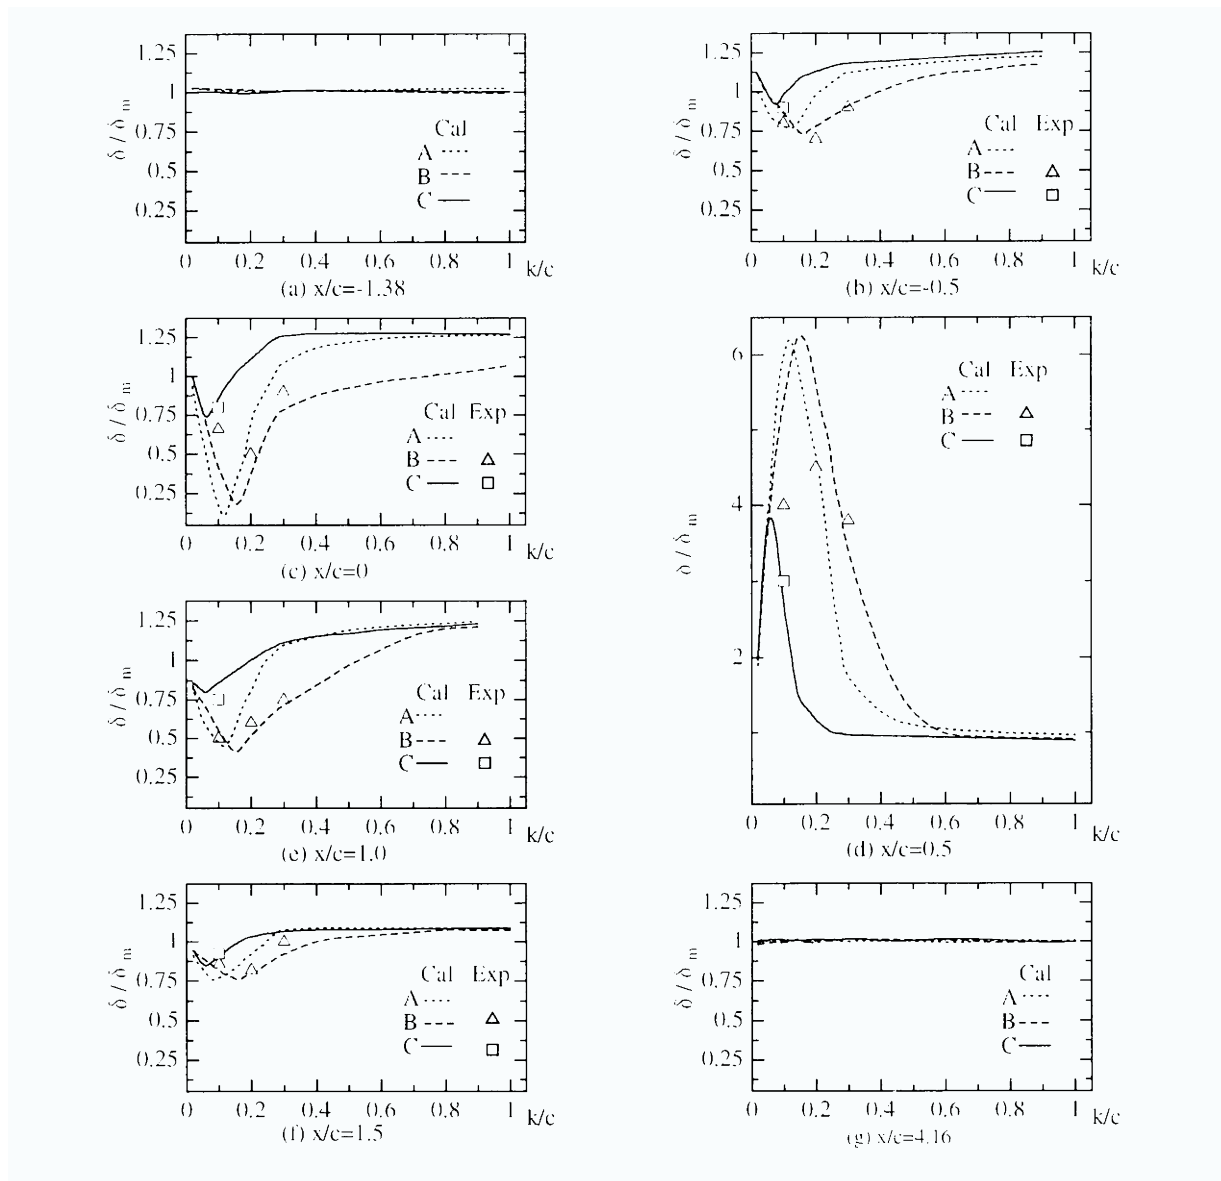 1.25
1
0.75
0.5
0.25
δ / δm
Cal
A
B
C
0 0.2 0.4 0.6 0.8 1 k/c
(a) x/c=-1.38
1.25
1
0.75
0.5
0.25
δ / δm
Cal Exp
A
B
C
0 0.2 0.4 0.6 0.8 1 k/c
(b) x/c=-0.5
1.25
1
0.75
0.5
0.25
δ / δm
Cal Exp
A
B
C
0 0.2 0.4 0.6 0.8 1 k/c
(c) x/c=0
6
4
2
δ / δm
Cal Exp
A
B
C
0 0.2 0.4 0.6 0.8 1 k/c
(d) x/c=0.5
1.25
1
0.75
0.5
0.25
δ / δm
Cal Exp
A
B
C
0 0.2 0.4 0.6 0.8 1 k/c
(e) x/c=1.0
1.25
1
0.75
0.5
0.25
δ / δm
Cal Exp
A
B
C
0 0.2 0.4 0.6 0.8 1 k/c
(f) x/c=1.5
1.25
1
0.75
0.5
0.25
δ / δm
Cal
A
B
C
0 0.2 0.4 0.6 0.8 1 k/c
(g) x/c=4.16